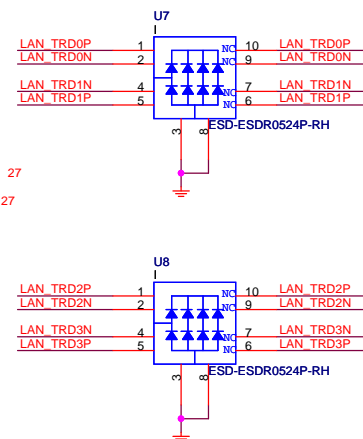 U7
LAN_TRD0P 1 NC 10 LAN_TRD0P
LAN_TRD0N 2 NC 9 LAN_TRD0N
LAN_TRD1N 4 NC 7 LAN_TRD1N
LAN_TRD1P 5 NC 6 LAN_TRD1P
3 8 ESD-ESDR0524P-RH
27
27
U8
LAN_TRD2P 1 NC 10 LAN_TRD2P
LAN_TRD2N 2 NC 9 LAN_TRD2N
LAN_TRD3N 4 NC 7 LAN_TRD3N
LAN_TRD3P 5 NC 6 LAN_TRD3P
3 8 ESD-ESDR0524P-RH